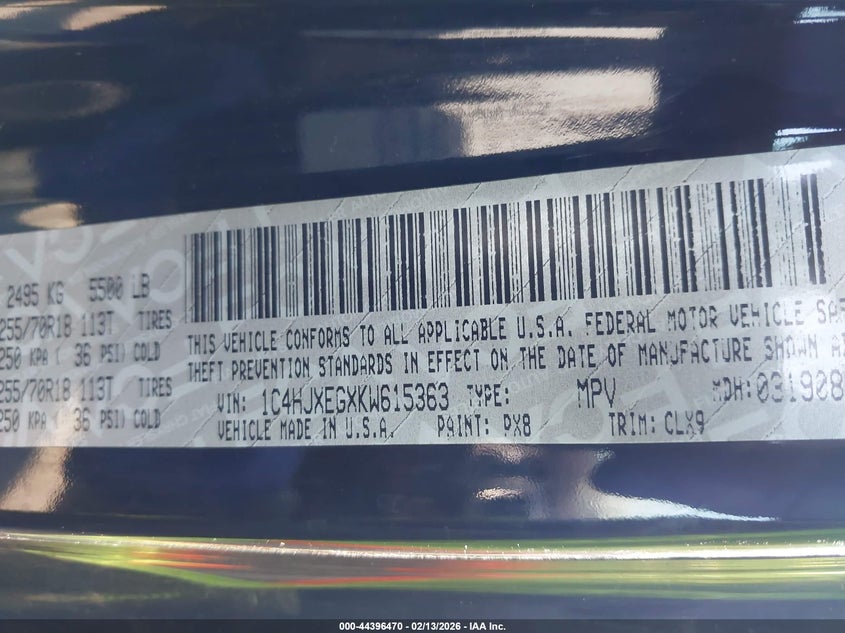 2495 KG 5500 LB
255/70R18 113T TIRES
250 KPA ( 36 PSI) COLD
255/70R18 113T TIRES
250 KPA ( 36 PSI) COLD
THIS VEHICLE CONFORMS TO ALL APPLICABLE U.S.A. FEDERAL MOTOR VEHICLE SAF
THEFT PREVENTION STANDARDS IN EFFECT ON THE DATE OF MANUFACTURE SHOWN A
VIN: 1C4HJXEGXKW615363 TYPE: MPV MDH: 031908
VEHICLE MADE IN U.S.A. PAINT: PX8 TRIM: CLX9
000-44396470 - 02/13/2026 - IAA Inc.